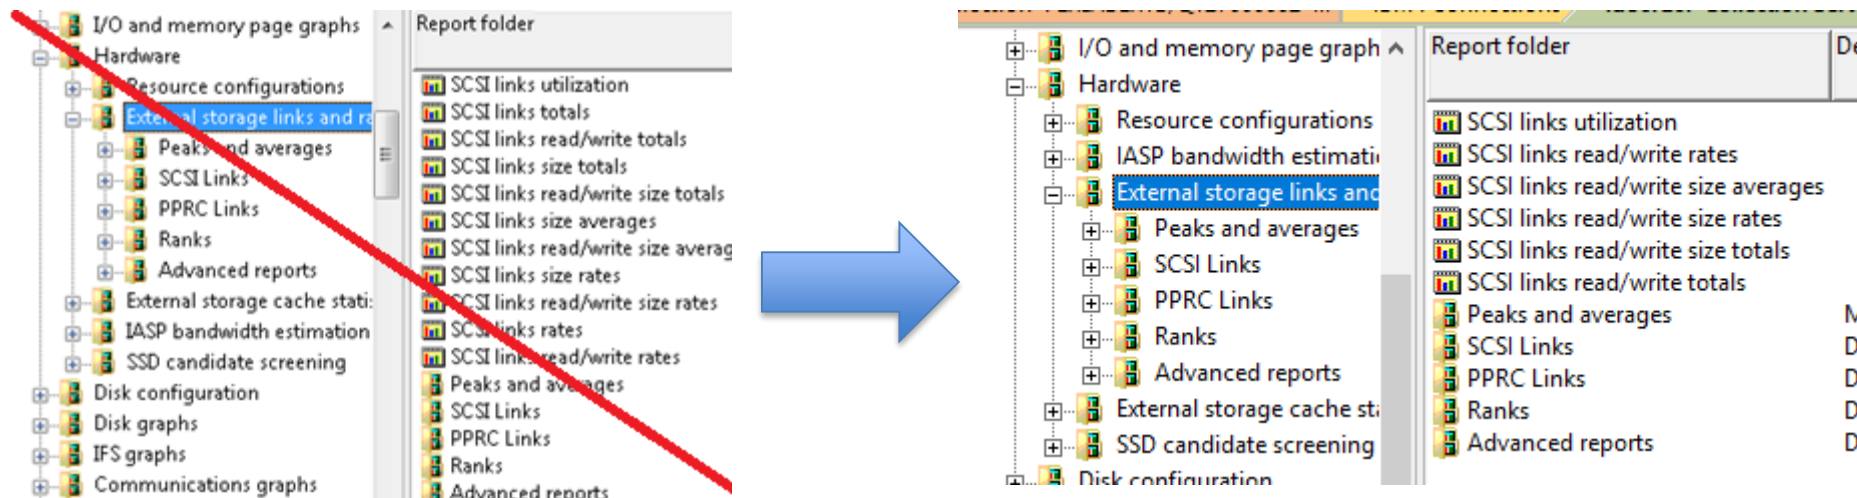 I/O and memory page graphs
Hardware
Resource configurations
External storage links and ra
Peaks and averages
SCSI Links
PPRC Links
Ranks
Advanced reports
External storage cache stati
IASP bandwidth estimation
SSD candidate screening
Disk configuration
Disk graphs
IFS graphs
Communications graphs
Report folder
SCSI links utilization
SCSI links totals
SCSI links read/write totals
SCSI links size totals
SCSI links read/write size totals
SCSI links size averages
SCSI links read/write size averag
SCSI links size rates
SCSI links read/write size rates
SCSI links rates
SCSI links read/write rates
Peaks and averages
SCSI Links
PPRC Links
Ranks
Advanced reports
I/O and memory page graph
Hardware
Resource configurations
IASP bandwidth estimati
External storage links and
Peaks and averages
SCSI Links
PPRC Links
Ranks
Advanced reports
External storage cache sta
SSD candidate screening
Disk configuration
Report folder
De
SCSI links utilization
SCSI links read/write rates
SCSI links read/write size averages
SCSI links read/write size rates
SCSI links read/write size totals
SCSI links read/write totals
Peaks and averages M
SCSI Links D
PPRC Links D
Ranks D
Advanced reports D